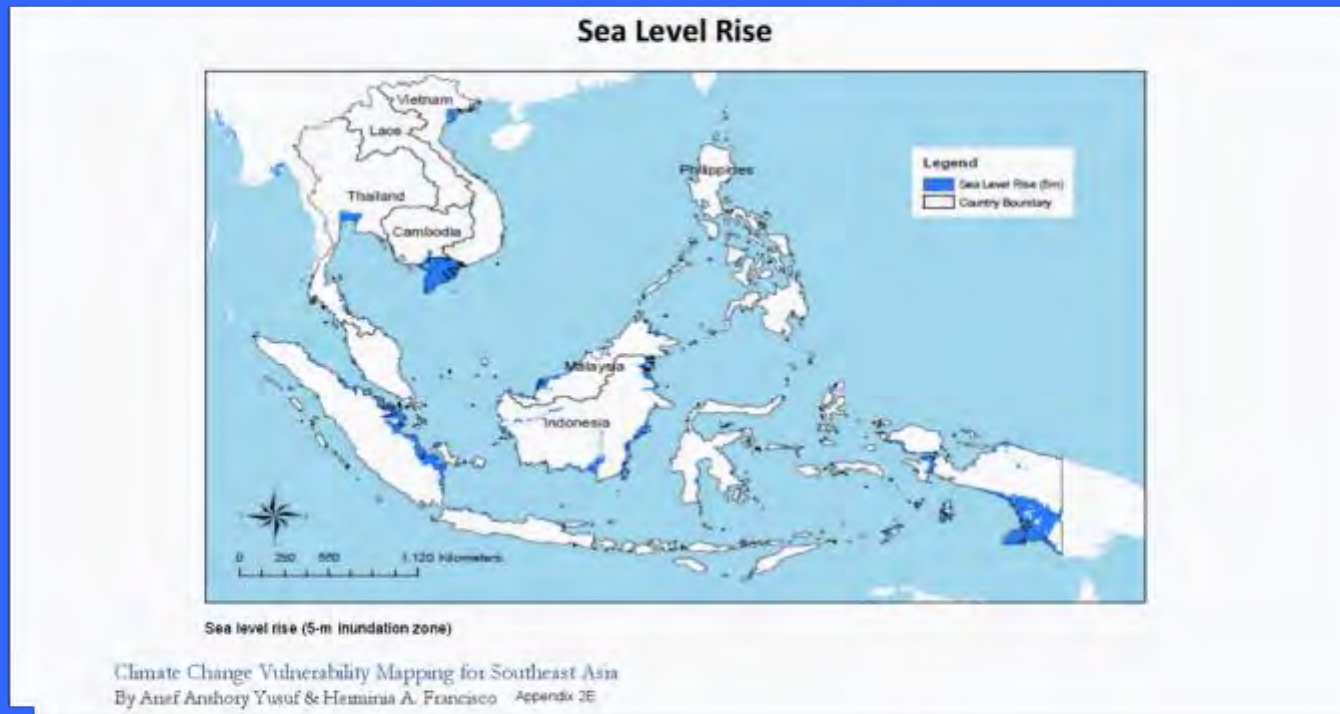 Sea Level Rise
Vietnam
Laos
Philippines
Legend
Sea Level Rise (5m)
Country Boundary
Thailand
Cambodia
Malaysia
Indonesia
0 280 560 1.120 Kilometers
Sea level rise (5-m inundation zone)
Climate Change Vulnerability Mapping for Southeast Asia
By Arief Anshory Yusuf & Herminia A. Francisco Appendix 2E